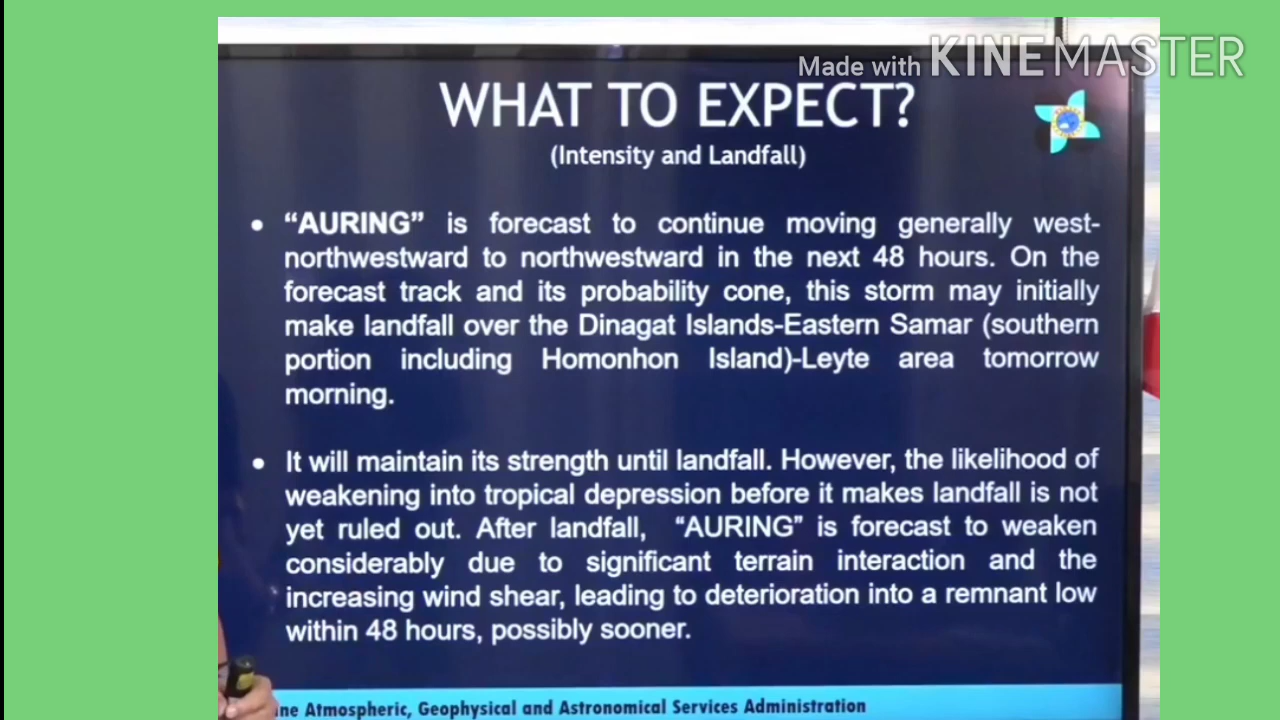 Made with KINEMASTER
WHAT TO EXPECT?
(Intensity and Landfall)
• “AURING” is forecast to continue moving generally west-
northwestward to northwestward in the next 48 hours. On the
forecast track and its probability cone, this storm may initially
make landfall over the Dinagat Islands-Eastern Samar (southern
portion including Homonhon Island)-Leyte area tomorrow
morning.
• It will maintain its strength until landfall. However, the likelihood of
weakening into tropical depression before it makes landfall is not
yet ruled out. After landfall, “AURING” is forecast to weaken
considerably due to significant terrain interaction and the
increasing wind shear, leading to deterioration into a remnant low
within 48 hours, possibly sooner.
ne Atmospheric, Geophysical and Astronomical Services Administration